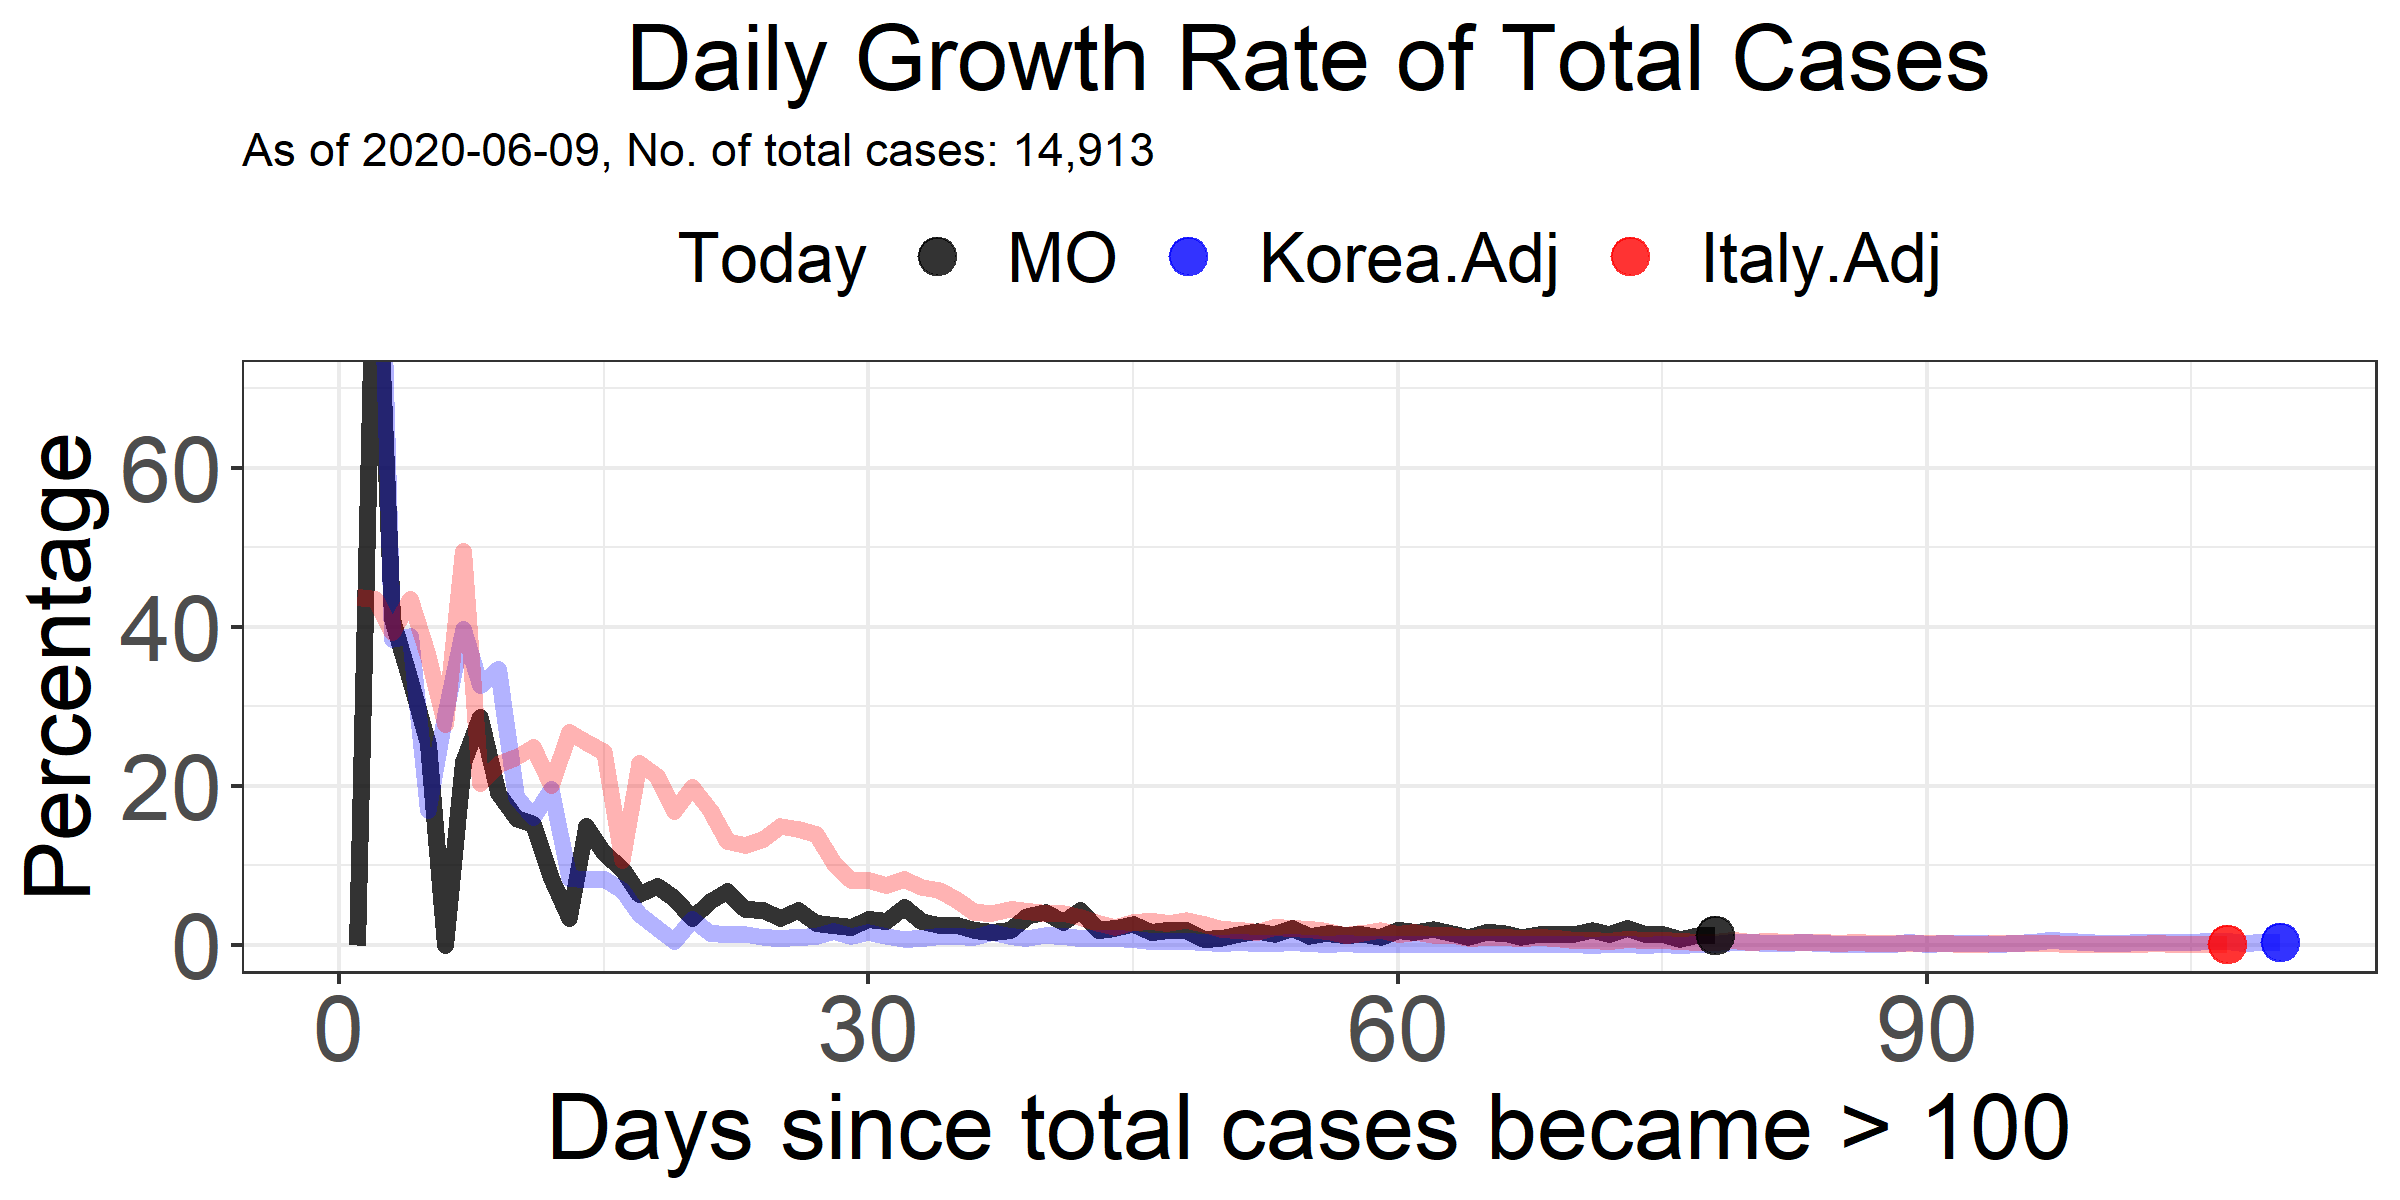 Daily Growth Rate of Total Cases
As of 2020-06-09, No. of total cases: 14,913
Today MO Korea.Adj Italy.Adj
Percentage
60
40
20
0
0 30 60 90
Days since total cases became > 100